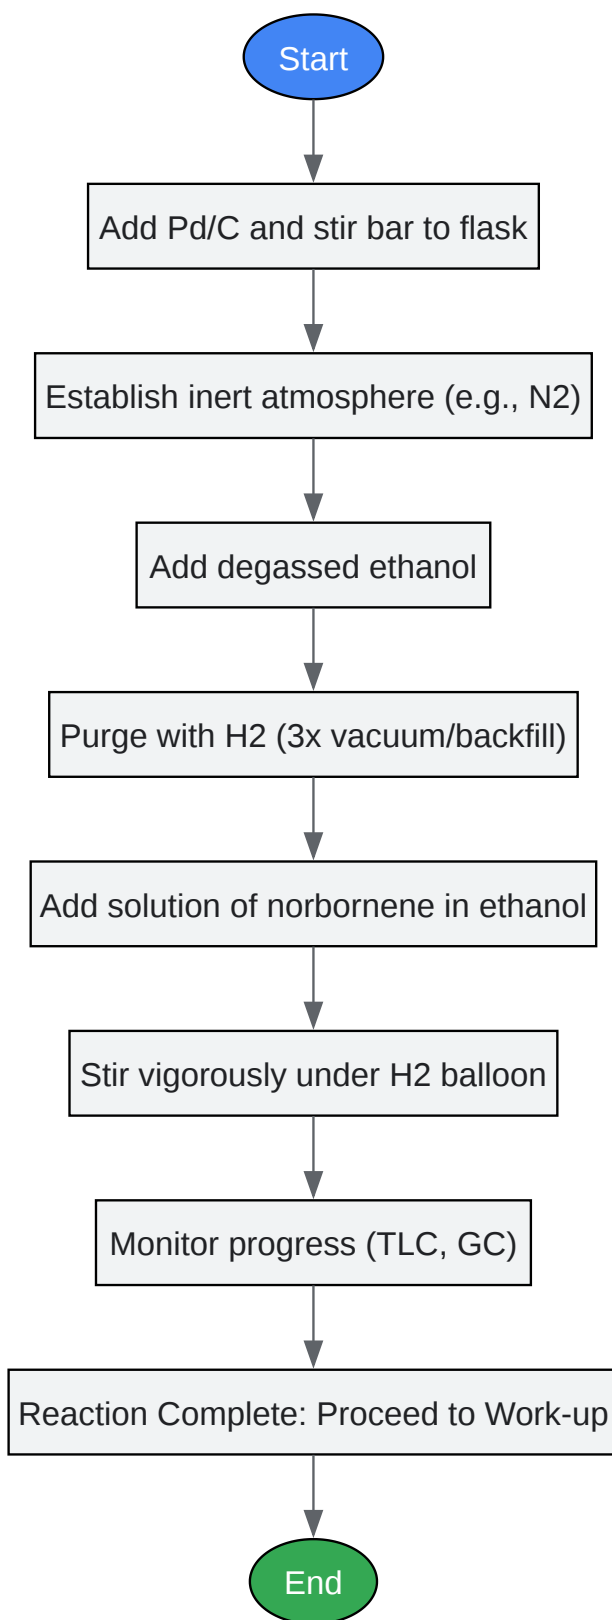 Start
Add Pd/C and stir bar to flask
Establish inert atmosphere (e.g., N2)
Add degassed ethanol
Purge with H2 (3x vacuum/backfill)
Add solution of norbornene in ethanol
Stir vigorously under H2 balloon
Monitor progress (TLC, GC)
Reaction Complete: Proceed to Work-up
End